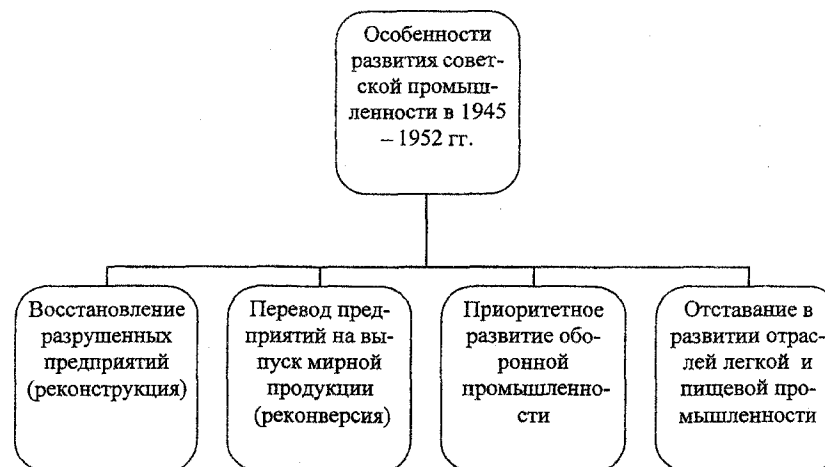 Особенности
развития совет-
ской промыш-
ленности в 1945
– 1952 гг.
Восстановление
разрушенных
предприятий
(реконструкция)
Перевод пред-
приятий на вы-
пуск мирной
продукции
(реконверсия)
Приоритетное
развитие обо-
ронной
промышленно-
сти
Отставание в
развитии отрас-
лей легкой и
пищевой про-
мышленности